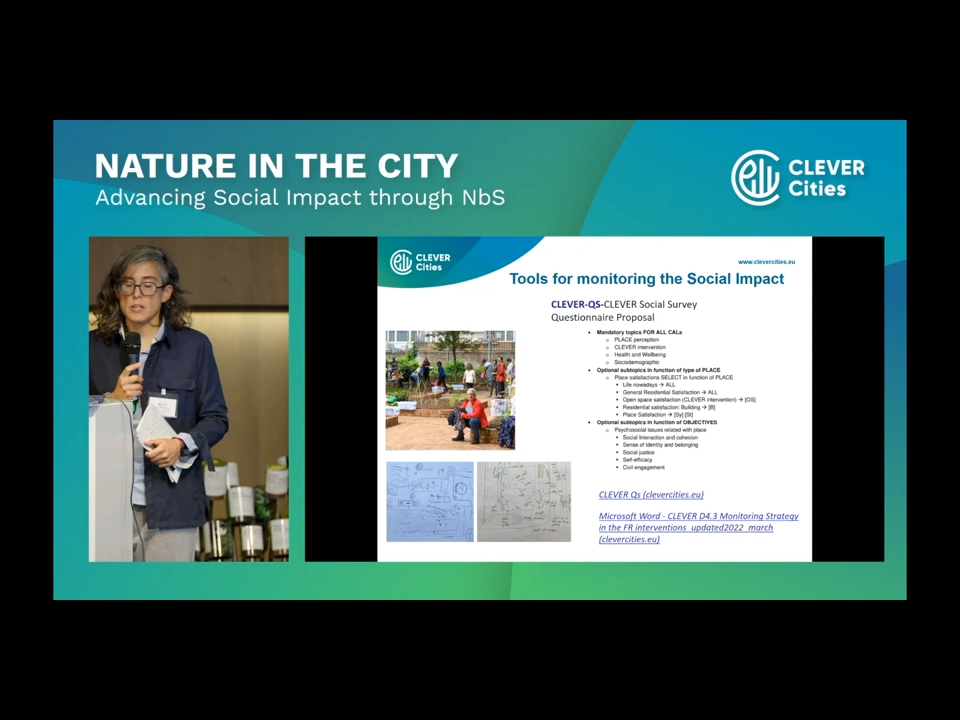 NATURE IN THE CITY
Advancing Social Impact through NbS
CLEVER
Cities
CLEVER
Cities
www.clevercities.eu
Tools for monitoring the Social Impact
CLEVER-QS-CLEVER Social Survey
Questionnaire Proposal
• Mandatory topics FOR ALL CALs
o PLACE perception
o CLEVER intervention
o Health and Wellbeing
o Sociodemographic
• Optional subtopics in function of type of PLACE
o Place satisfactions SELECT in function of PLACE
▪ Life nowadays → ALL
▪ General Residential Satisfaction → ALL
▪ Open space satisfaction (CLEVER intervention) → [OS]
▪ Residential satisfaction: Building → [B]
▪ Place Satisfaction → [Sy] [St]
• Optional subtopics in function of OBJECTIVES
o Psychosocial issues related with place
▪ Social Interaction and cohesion
▪ Sense of identity and belonging
▪ Social justice
▪ Self-efficacy
▪ Civil engagement
CLEVER Qs (clevercities.eu)
Microsoft Word - CLEVER D4.3 Monitoring Strategy
in the FR interventions_updated2022_march
(clevercities.eu)